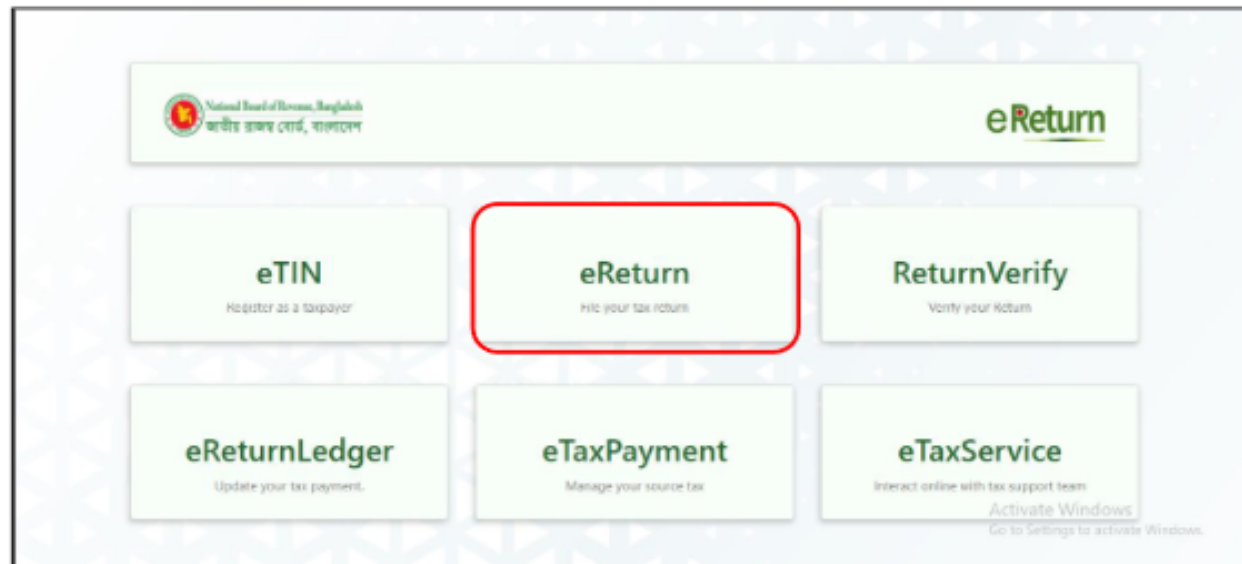 National Board of Revenue, Bangladesh
জাতীয় রাজস্ব বোর্ড, বাংলাদেশ
eReturn
eTIN
Register as a taxpayer
eReturn
File your tax return
ReturnVerify
Verify your Return
eReturnLedger
Update your tax payment.
eTaxPayment
Manage your source tax
eTaxService
Interact online with tax support team
Activate Windows
Go to Settings to activate Windows.